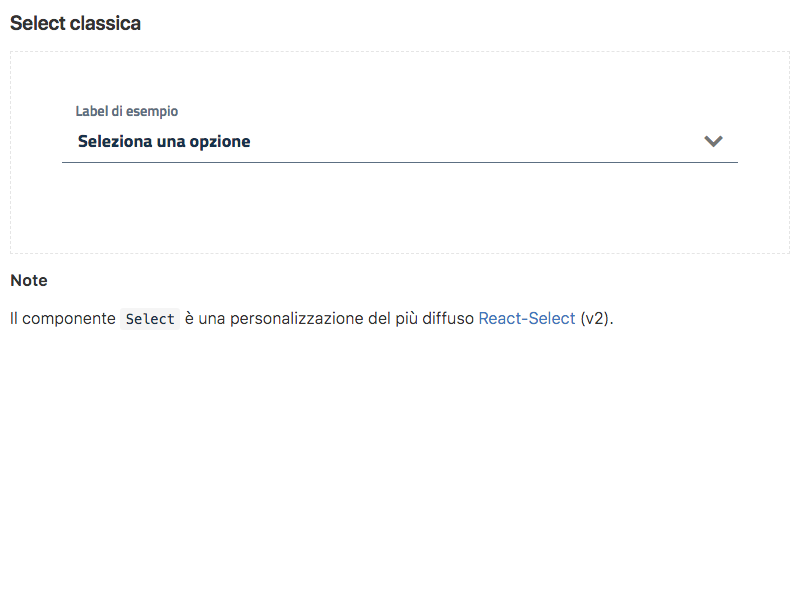 Select classica
Label di esempio
Seleziona una opzione
Note
Il componente Select è una personalizzazione del più diffuso React-Select (v2).